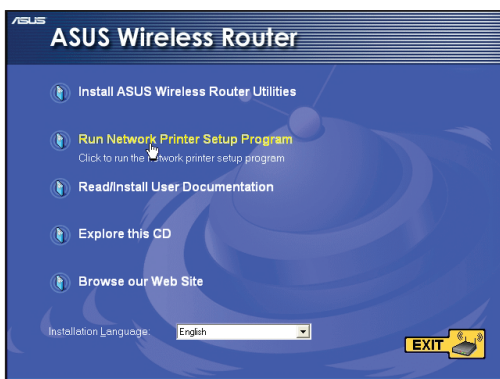 ASUS
ASUS Wireless Router
Install ASUS Wireless Router Utilities
Run Network Printer Setup Program
Click to run the network printer setup program
Read/Install User Documentation
Explore this CD
Browse our Web Site
Installation Language: English
EXIT